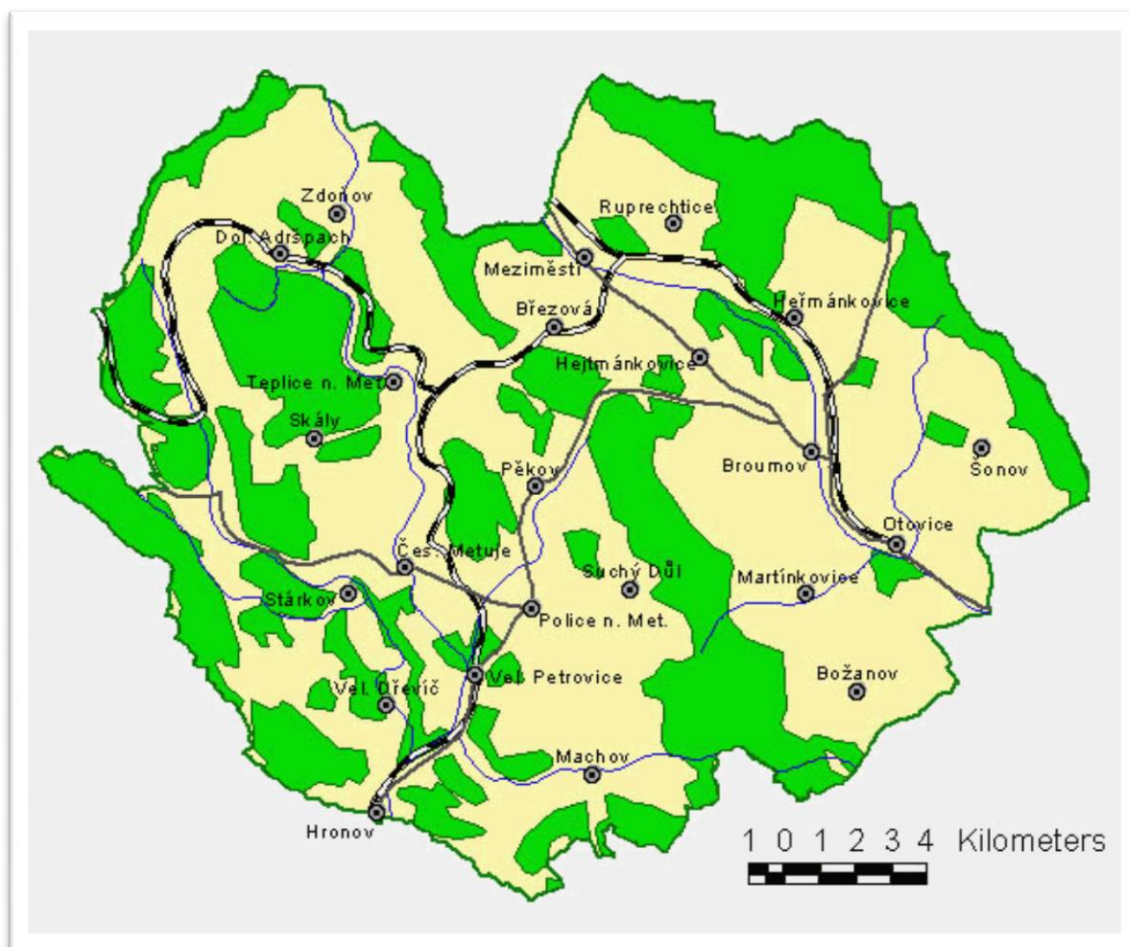 Zdoňov
Ruprechtice
Dol. Adršpach
Meziměstí
Heřmánkovice
Březová
Hejtmánkovice
Teplice n. Met.
Skály
Broumov
Šonov
Pěkov
Otovice
Čes. Metuje
Suchý Důl
Martínkovice
Stárkov
Police n. Met.
Vel. Petrovice
Božanov
Vel. Dřevíč
Machov
Hronov
1 0 1 2 3 4 Kilometers